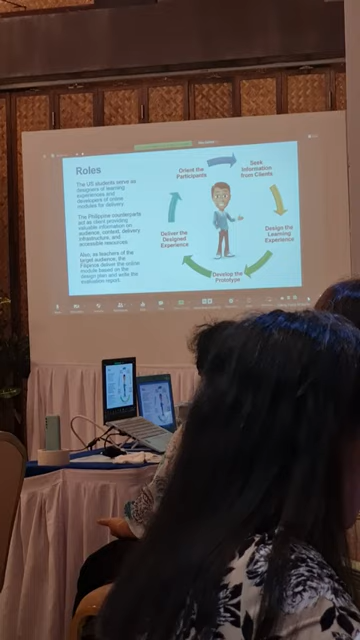 Roles
The US students serve as
designers of learning
experiences and
developers of online
modules for delivery
The Philippine counterparts
act as client providing
valuable information on
audience, context, delivery
infrastructure, and
accessible resources
Also, as teachers of the
target audience, the
Filipinos deliver the online
module based on the
design plan and write the
evaluation report.
Orient the
Participants
Seek
Information
from Clients
Design the
Learning
Experience
Develop the
Prototype
Deliver the
Designed
Experience